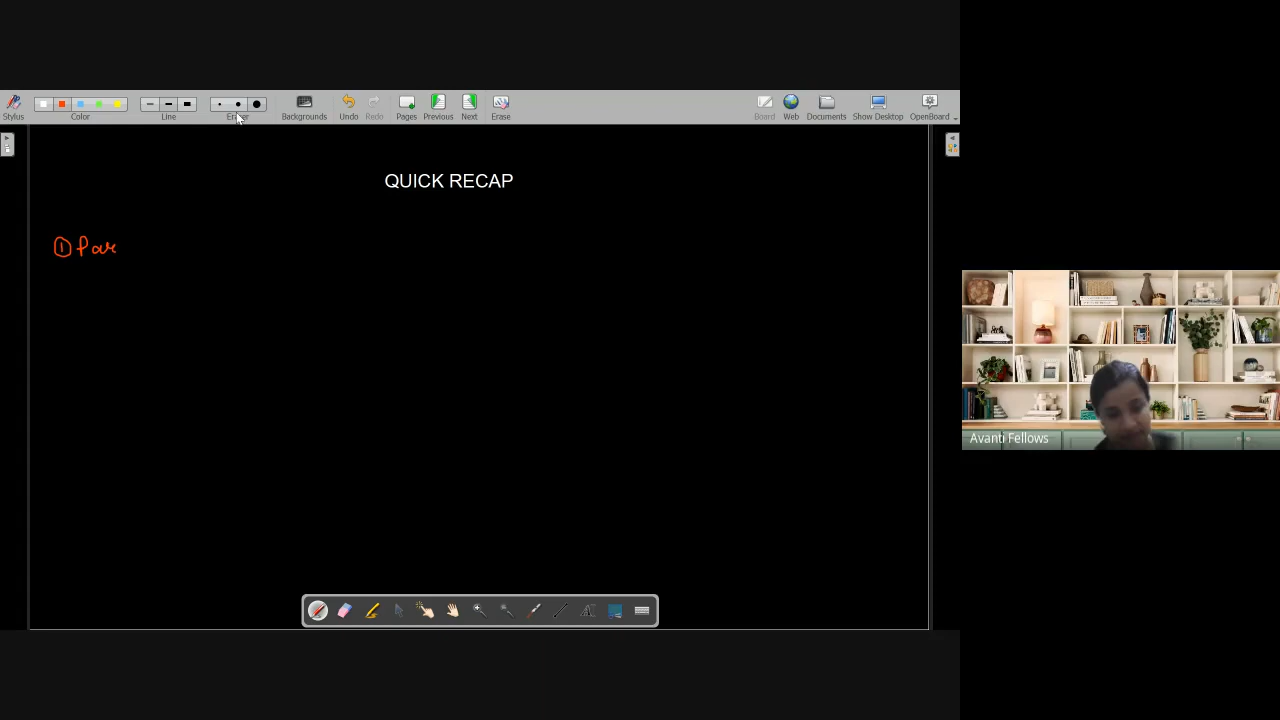 Stylus
Color
Line
Eraser
Backgrounds
Undo
Redo
Pages
Previous
Next
Erase
Board
Web
Documents
Show Desktop
OpenBoard
QUICK RECAP
① Par
Avanti Fellows